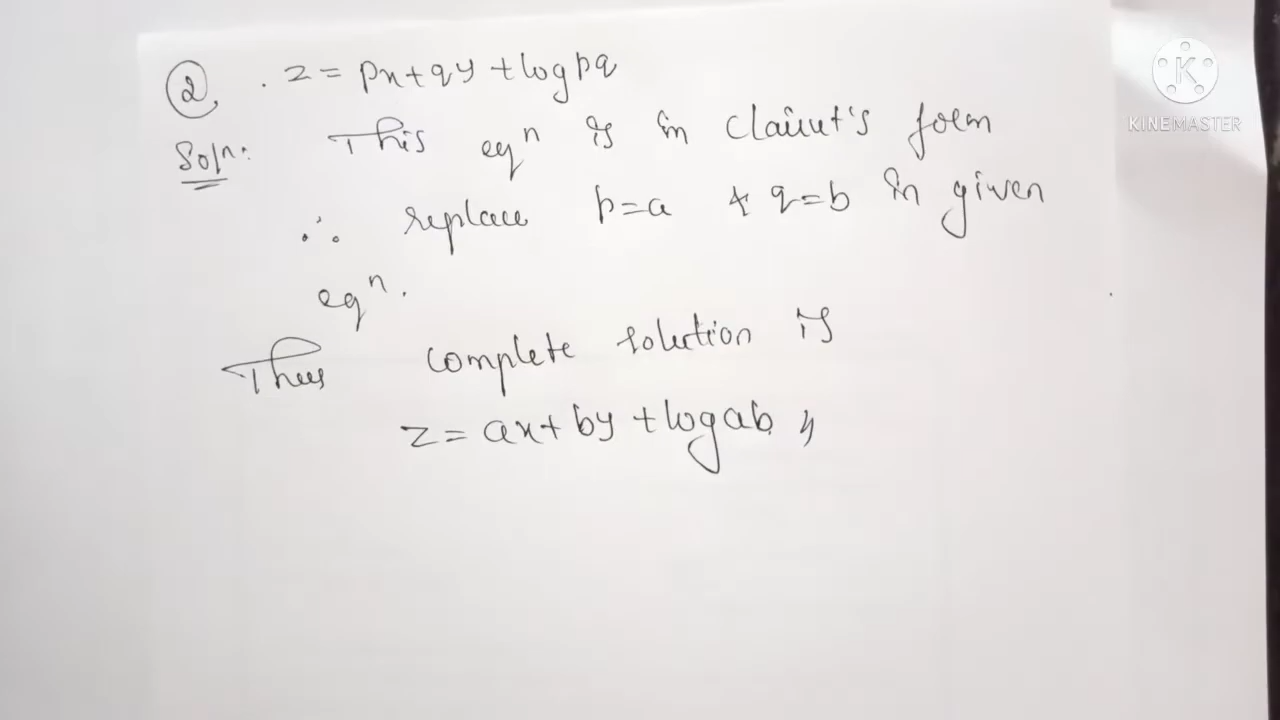 ② . z = px + qy + log pq
Soln: This eqn is in Claiiut's form
∴ replace p=a & q=b in given
eqn.
Thus complete solution is
z = ax + by + log ab //
KINEMASTER